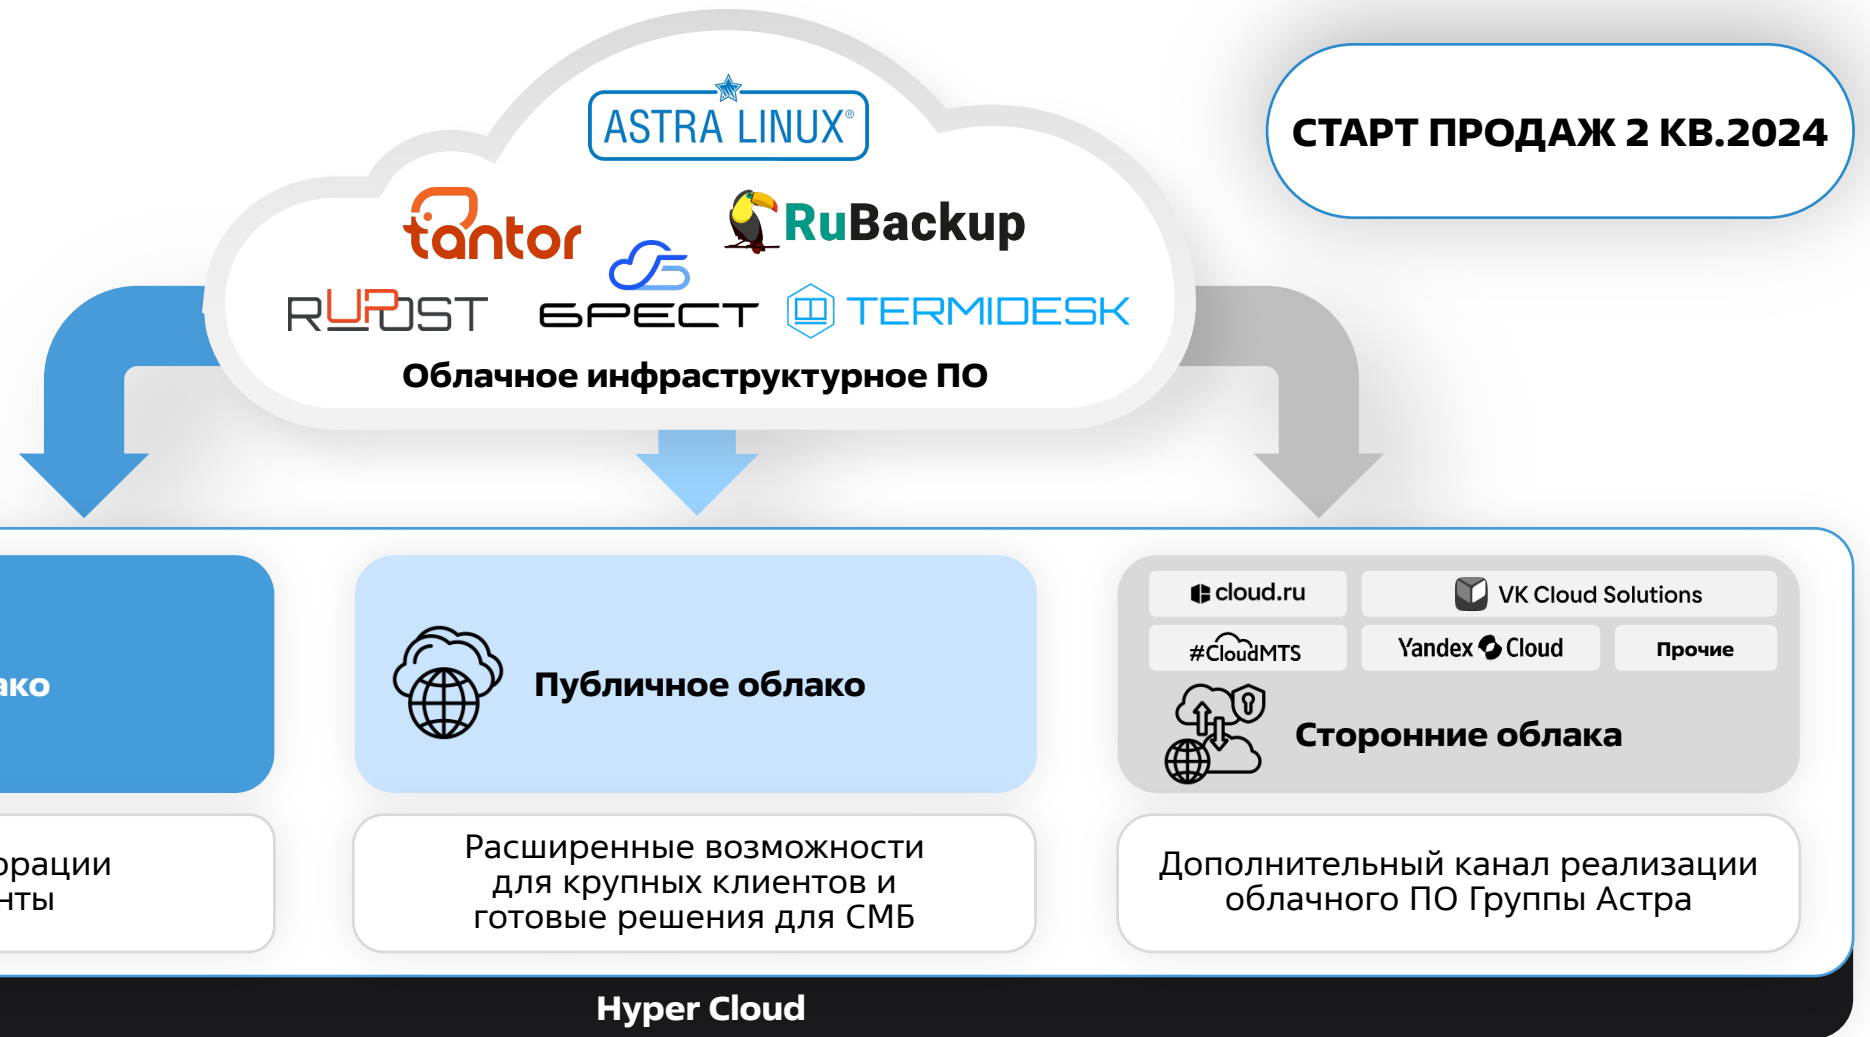 ASTRA LINUX®
СТАРТ ПРОДАЖ 2 КВ.2024
tantor
RuBackup
RUPOST
БРЕСТ
TERMIDESK
Облачное инфраструктурное ПО
ако
Публичное облако
cloud.ru
VK Cloud Solutions
#CloudMTS
Yandex Cloud
Прочие
Сторонние облака
орации
нты
Расширенные возможности
для крупных клиентов и
готовые решения для СМБ
Дополнительный канал реализации
облачного ПО Группы Астра
Hyper Cloud